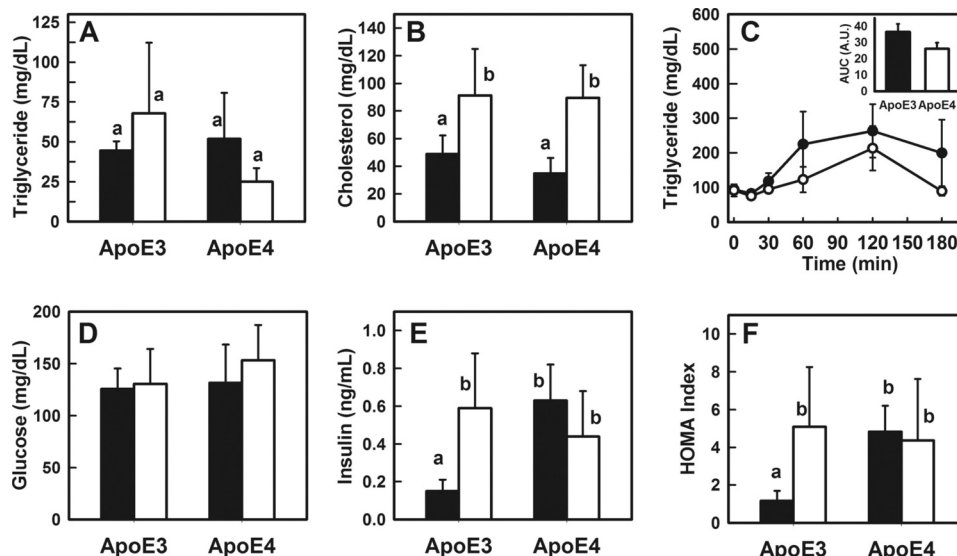 A
Triglyceride (mg/dL)
125
100
75
50
25
0
a
a
a
a
ApoE3 ApoE4
B
Cholesterol (mg/dL)
140
120
100
80
60
40
20
0
a
b
a
b
ApoE3 ApoE4
C
Triglyceride (mg/dL)
600
500
400
300
200
100
0
0 30 60 90 120 150 180
Time (min)
AUC (A.U.)
40
30
20
10
0
ApoE3 ApoE4
D
Glucose (mg/dL)
200
150
100
50
0
ApoE3 ApoE4
E
Insulin (ng/mL)
1.0
0.8
0.6
0.4
0.2
0.0
a
b
b
b
ApoE3 ApoE4
F
HOMA Index
10
8
6
4
2
0
a
b
b
b
ApoE3 ApoE4